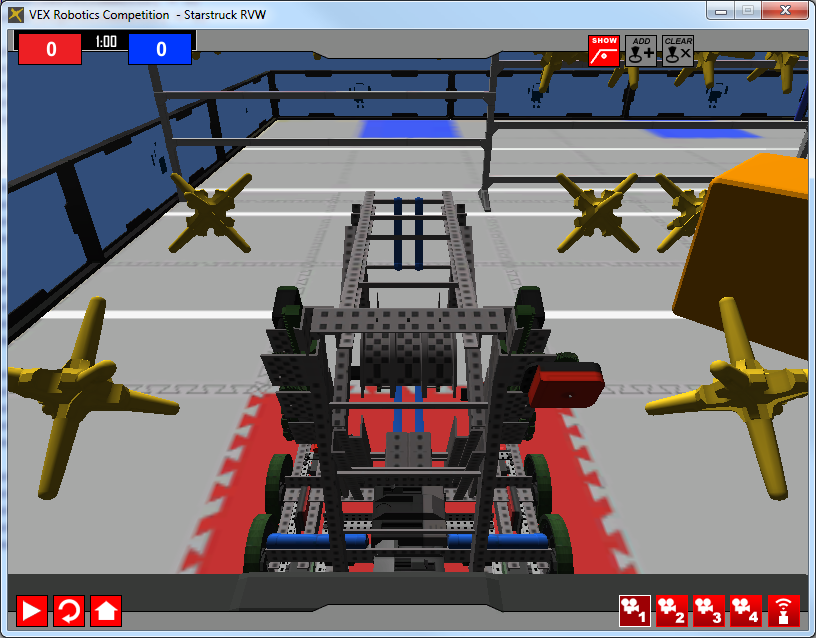 VEX Robotics Competition - Starstruck RVW
0 1:00 0
SHOW ADD CLEAR
1 2 3 4